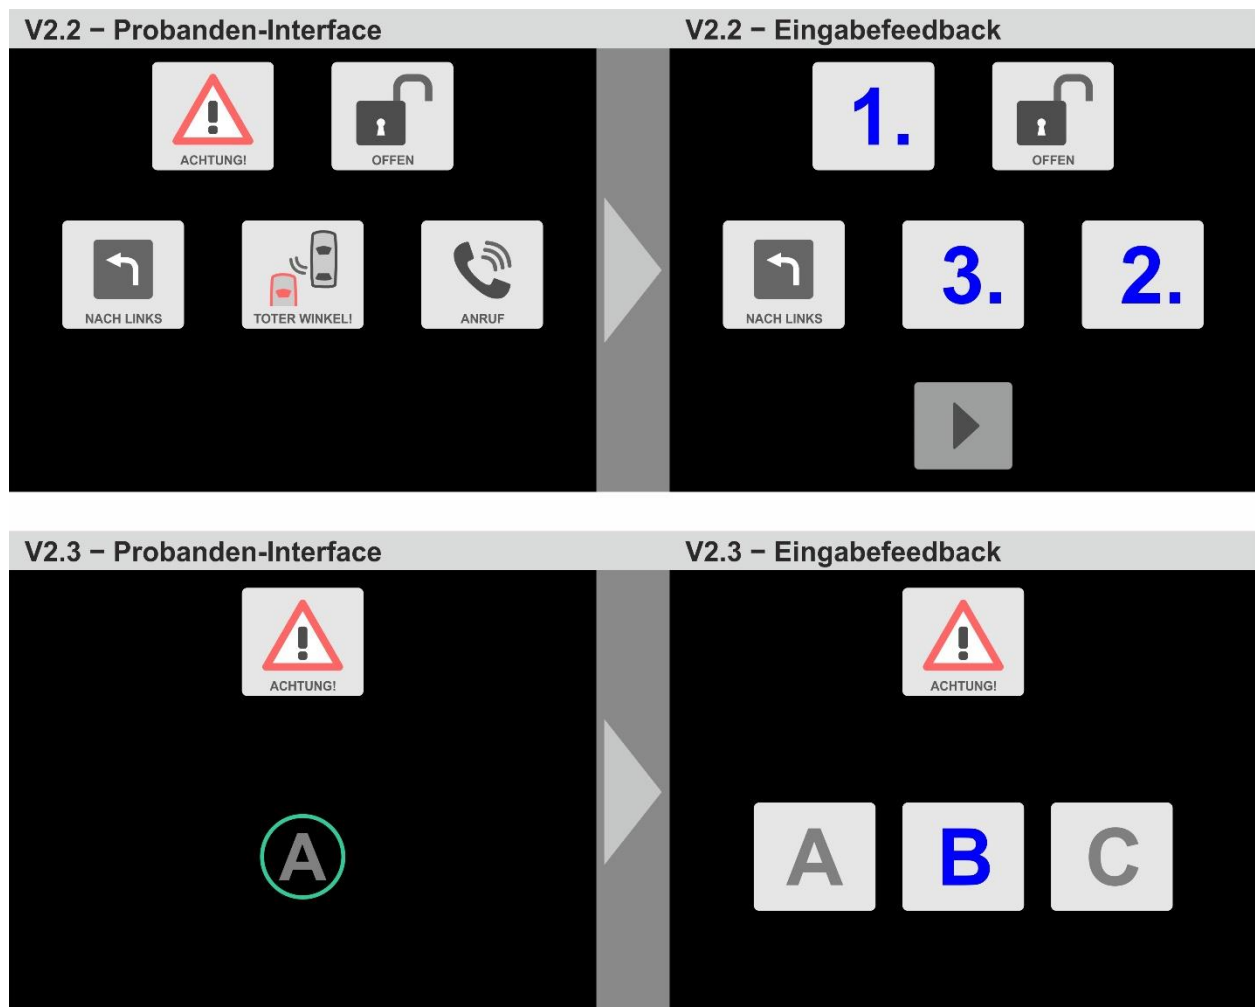 V2.2 – Probanden-Interface
V2.2 – Eingabefeedback
ACHTUNG!
OFFEN
1.
OFFEN
NACH LINKS
TOTER WINKEL!
ANRUF
NACH LINKS
3.
2.
V2.3 – Probanden-Interface
V2.3 – Eingabefeedback
ACHTUNG!
ACHTUNG!
A
A
B
C